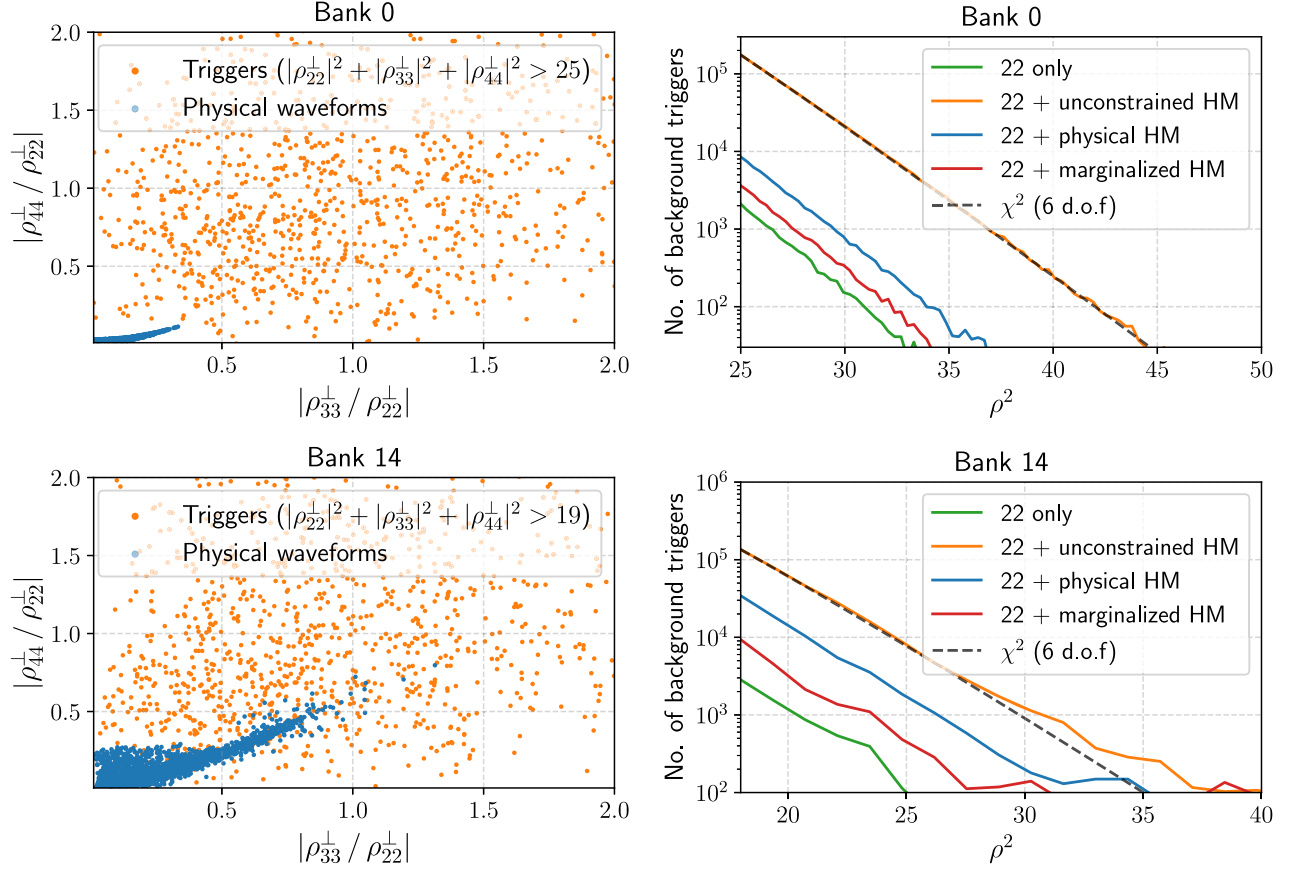 Bank 0
2.0
1.5
1.0
0.5
|ρ⊥44 / ρ⊥22|
Triggers (|ρ⊥22|² + |ρ⊥33|² + |ρ⊥44|² > 25)
Physical waveforms
0.5
1.0
1.5
2.0
|ρ⊥33 / ρ⊥22|
Bank 0
10⁵
10⁴
10³
10²
No. of background triggers
22 only
22 + unconstrained HM
22 + physical HM
22 + marginalized HM
χ² (6 d.o.f)
25
30
35
40
45
50
ρ²
Bank 14
2.0
1.5
1.0
0.5
|ρ⊥44 / ρ⊥22|
Triggers (|ρ⊥22|² + |ρ⊥33|² + |ρ⊥44|² > 19)
Physical waveforms
0.5
1.0
1.5
2.0
|ρ⊥33 / ρ⊥22|
Bank 14
10⁶
10⁵
10⁴
10³
10²
No. of background triggers
22 only
22 + unconstrained HM
22 + physical HM
22 + marginalized HM
χ² (6 d.o.f)
20
25
30
35
40
ρ²